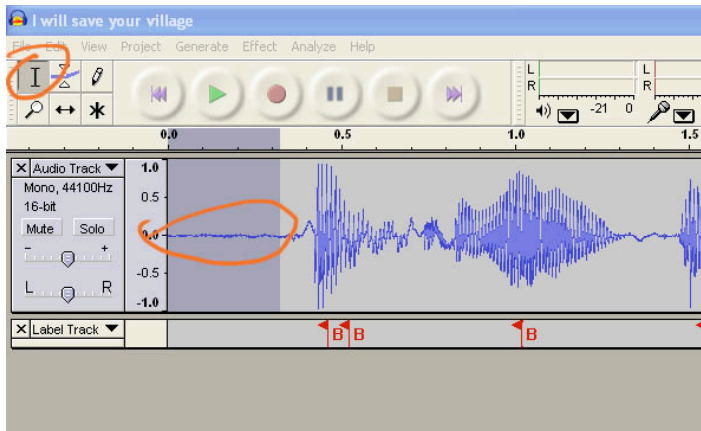 I will save your village
File Edit View Project Generate Effect Analyze Help
L
R
-21 0
L
R
0.0 0.5 1.0 1.5
X Audio Track
Mono, 44100Hz
16-bit
Mute Solo
- +
L R
1.0
0.5
0.0
-0.5
-1.0
X Label Track
B B B